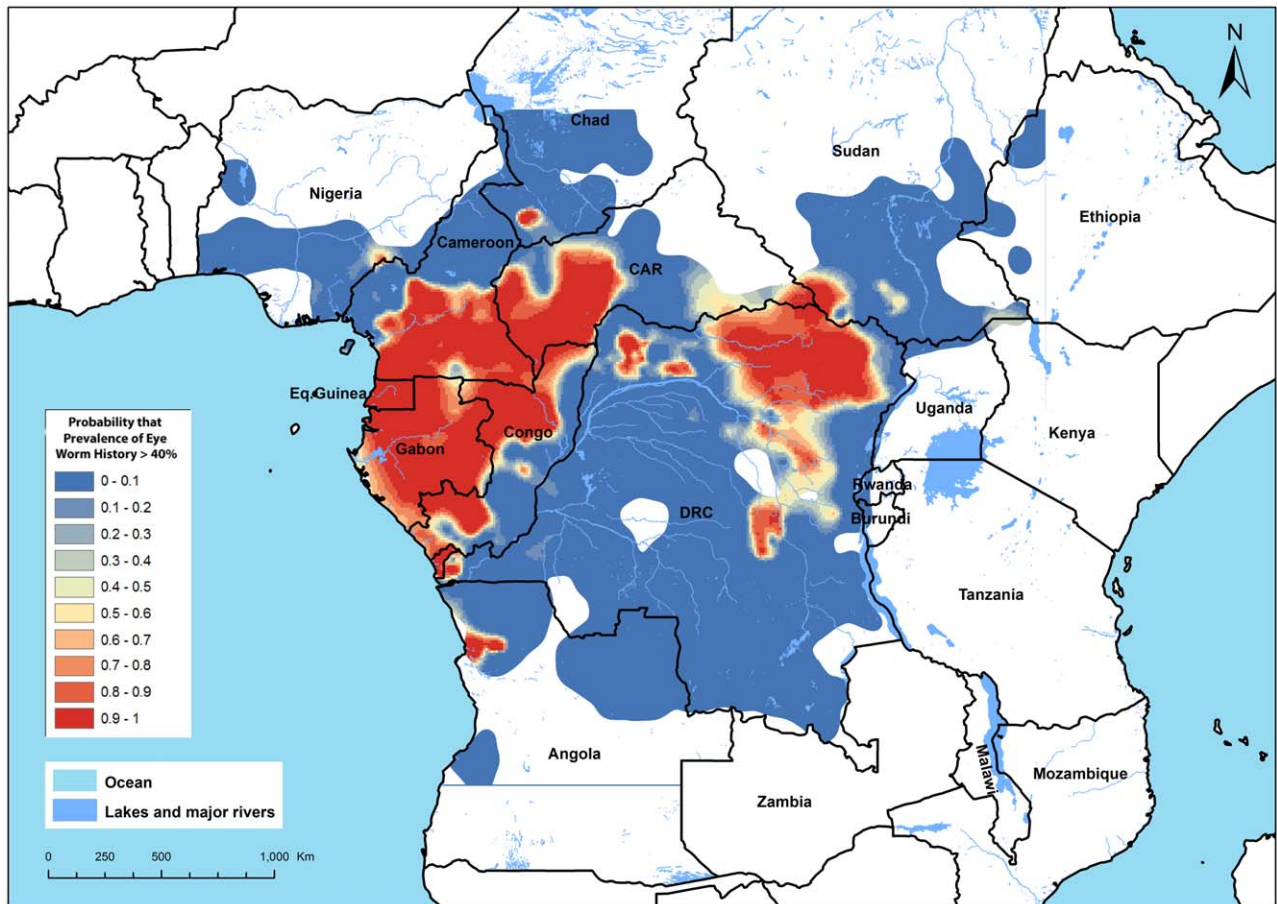 N
Chad
Sudan
Nigeria
Ethiopia
Cameroon
CAR
Eq.Guinea
Uganda
Kenya
Gabon
Congo
Rwanda
DRC
Burundi
Tanzania
Angola
Malawi
Mozambique
Zambia
Probability that
Prevalence of Eye
Worm History > 40%
0 - 0.1
0.1 - 0.2
0.2 - 0.3
0.3 - 0.4
0.4 - 0.5
0.5 - 0.6
0.6 - 0.7
0.7 - 0.8
0.8 - 0.9
0.9 - 1
Ocean
Lakes and major rivers
0 250 500 1,000 Km